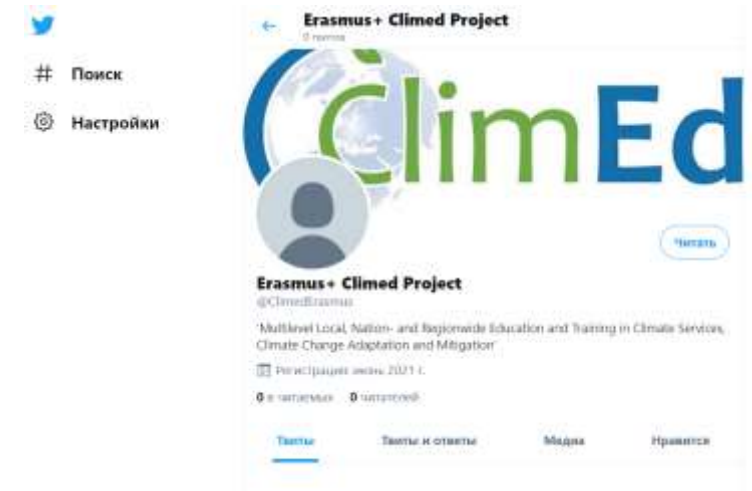 Erasmus+ Climed Project
0 твитов
Поиск
Настройки
ClimEd
Читать
Erasmus+ Climed Project
@ClimedErasmus
'Multilevel Local, Nation- and Regionwide Education and Training in Climate Services,
Climate Change Adaptation and Mitigation'
Регистрация: июнь 2021 г.
0 в читаемых 0 читателей
Твиты Твиты и ответы Медиа Нравится